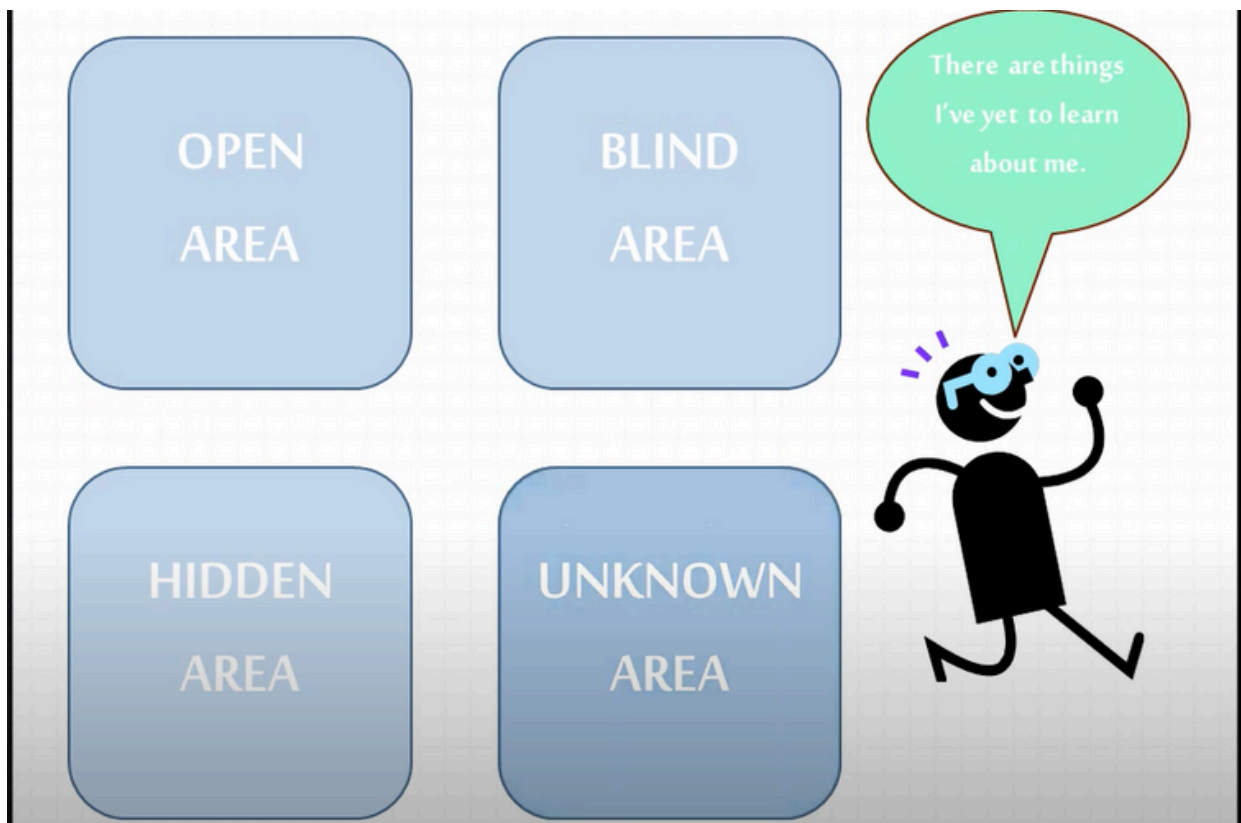 OPEN
AREA
BLIND
AREA
There are things
I've yet to learn
about me.
HIDDEN
AREA
UNKNOWN
AREA